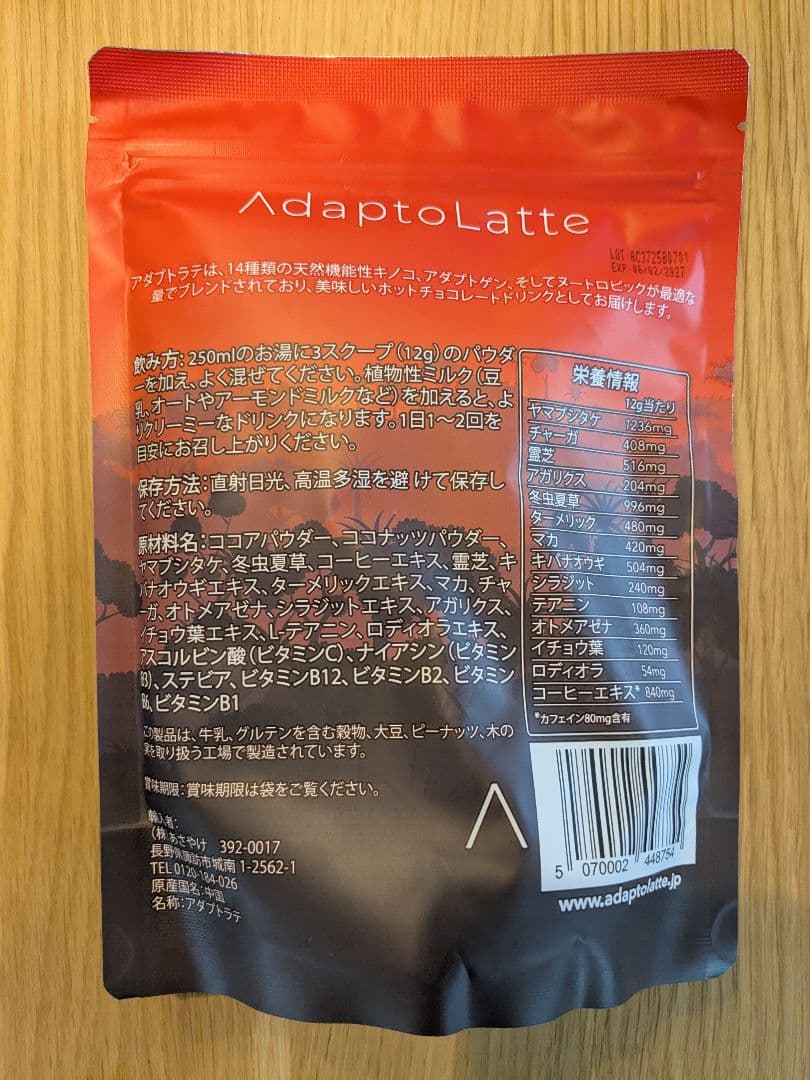 AdaptoLatte
LOT AC372580701
EXP 06/02/2027
アダプトラテは、14種類の天然機能性キノコ、アダプトゲン、そしてヌートロピックが最適な
量でブレンドされており、美味しいホットチョコレートドリンクとしてお届けします。
飲み方: 250mlのお湯に3スクープ(12g)のパウダ
ーを加え、よく混ぜてください。植物性ミルク(豆
乳、オートやアーモンドミルクなど)を加えると、よ
りクリーミーなドリンクになります。1日1〜2回を
目安にお召し上がりください。
保存方法:直射日光、高温多湿を避 けて保存し
てください。
原材料名:ココアパウダー、ココナッツパウダー、
ヤマブシタケ、冬虫夏草、コーヒーエキス、霊芝、キ
バナオウギエキス、ターメリックエキス、マカ、チャ
ーガ、オトメアゼナ、シラジットエキス、アガリクス、
イチョウ葉エキス、L-テアニン、ロディオラエキス、
アスコルビン酸(ビタミンC)、ナイアシン(ビタミン
B3)、ステビア、ビタミンB12、ビタミンB2、ビタミン
B6、ビタミンB1
この製品は、牛乳、グルテンを含む穀物、大豆、ピーナッツ、木の
実を取り扱う工場で製造されています。
賞味期限:賞味期限は袋をご覧ください。
輸入者:
(株)あさやけ 392-0017
長野県諏訪市城南 1-2562-1
TEL 0120-184-026
原産国名:中国
名称:アダプトラテ
栄養情報
12g当たり
ヤマブシタケ 1236mg
チャーガ 408mg
霊芝 516mg
アガリクス 204mg
冬虫夏草 996mg
ターメリック 480mg
マカ 420mg
キバナオウギ 504mg
シラジット 240mg
テアニン 108mg
オトメアゼナ 360mg
イチョウ葉 120mg
ロディオラ 54mg
コーヒーエキス* 840mg
*カフェイン80mg含有
5 070002 448754
www.adaptolatte.jp